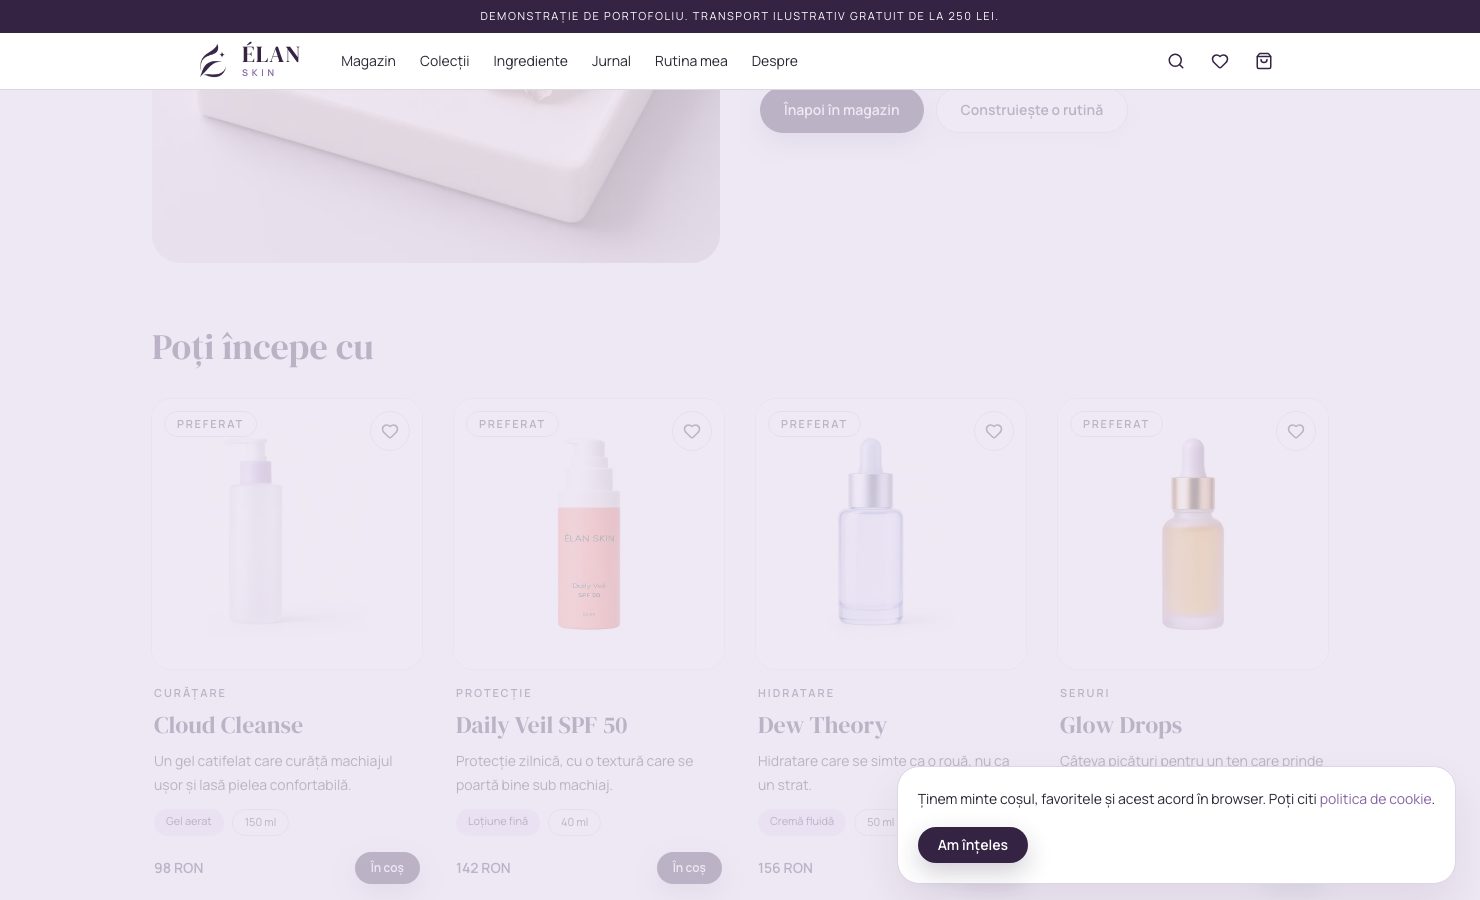 DEMONSTRAȚIE DE PORTOFOLIU. TRANSPORT ILUSTRATIV GRATUIT DE LA 250 LEI.
ÉLAN
SKIN
Magazin
Colecții
Ingrediente
Jurnal
Rutina mea
Despre
Înapoi în magazin
Construiește o rutină
Poți începe cu
PREFERAT
PREFERAT
PREFERAT
PREFERAT
ÉLAN SKIN
Daily Veil
SPF 50
CURĂȚARE
Cloud Cleanse
Un gel catifelat care curăță machiajul
ușor și lasă pielea confortabilă.
Gel aerat
150 ml
98 RON
În coș
PROTECȚIE
Daily Veil SPF 50
Protecție zilnică, cu o textură care se
poartă bine sub machiaj.
Loțiune fină
40 ml
142 RON
În coș
HIDRATARE
Dew Theory
Hidratare care se simte ca o rouă, nu ca
un strat.
Cremă fluidă
50 ml
156 RON
SERURI
Glow Drops
Câteva picături pentru un ten care prinde
Ținem minte coșul, favoritele și acest acord în browser. Poți citi politica de cookie.
Am înțeles